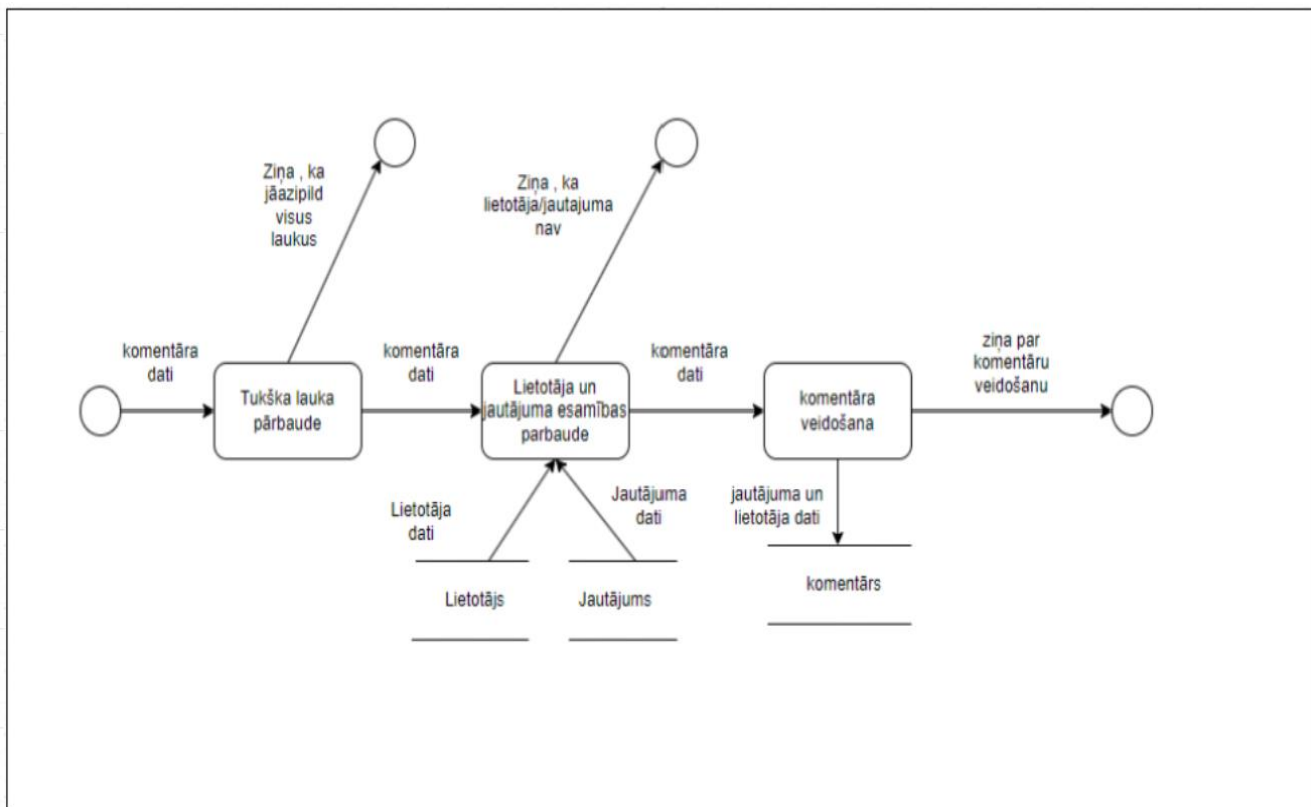 Ziņa , ka
jāazipild
visus
laukus
Ziņa , ka
lietotāja/jautajuma
nav
komentāra
dati
Tukška lauka
pārbaude
komentāra
dati
Lietotāja un
jautājuma esamības
parbaude
komentāra
dati
komentāra
veidošana
ziņa par
komentāru
veidošanu
Lietotāja
dati
Jautājuma
dati
jautājuma un
lietotāja dati
Lietotājs
Jautājums
komentārs